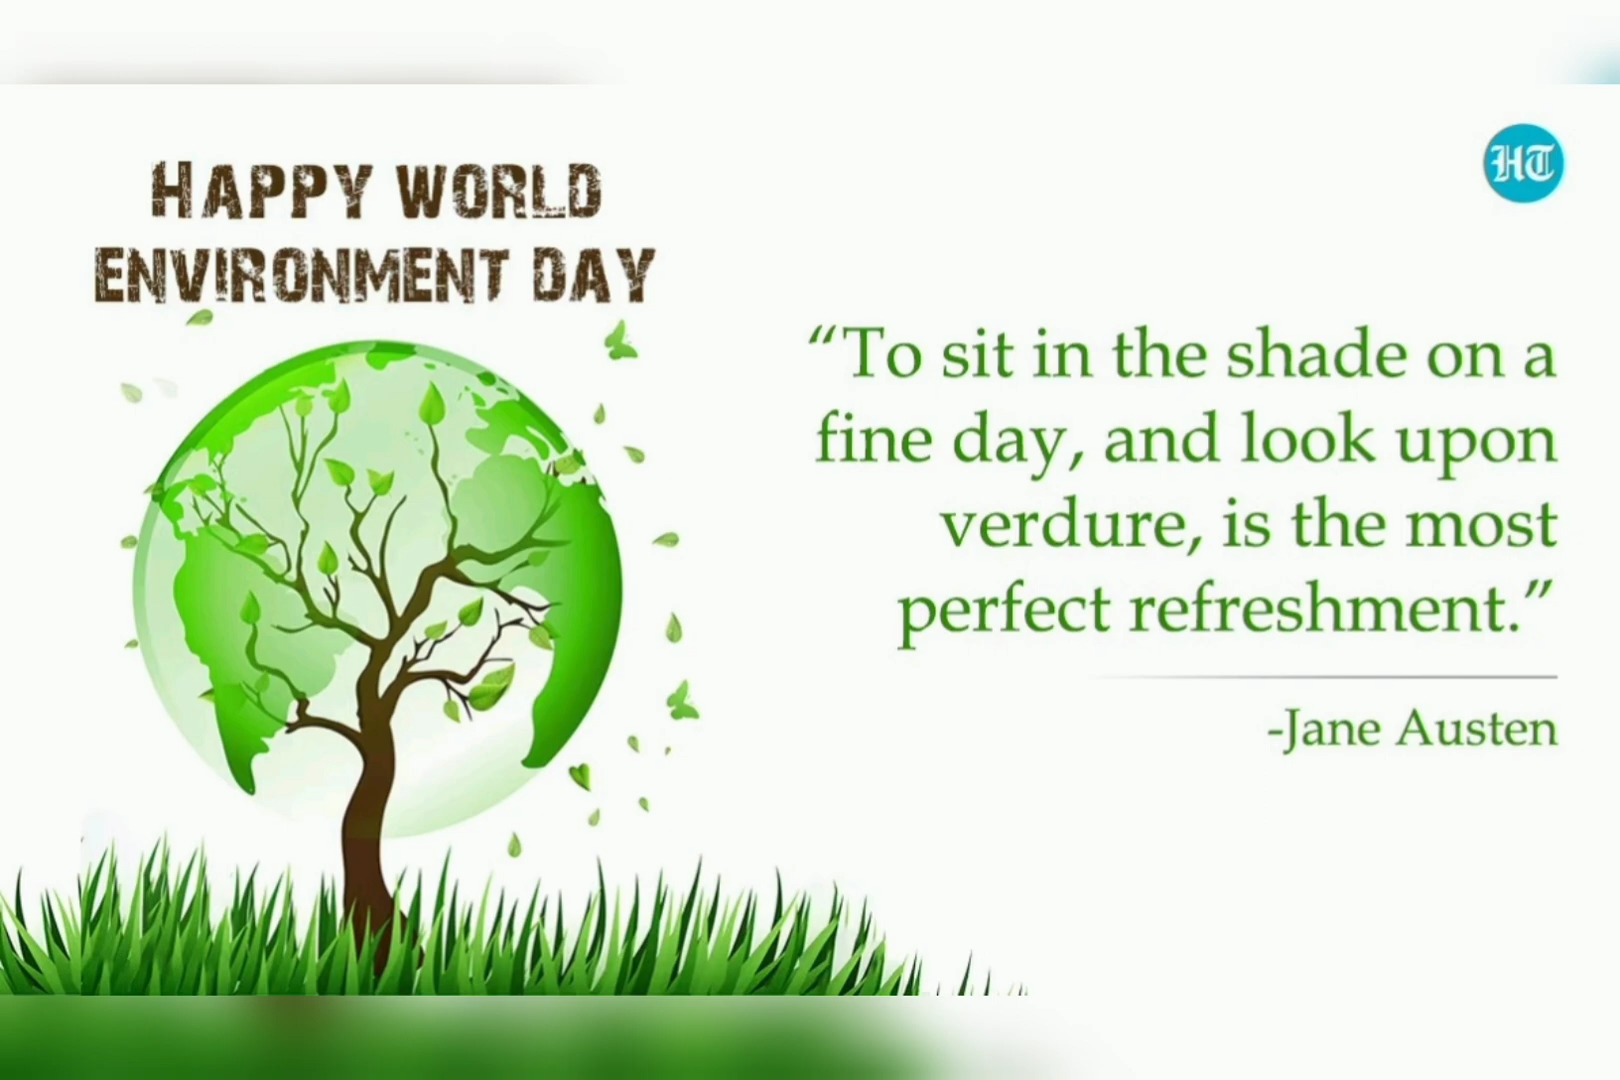 HAPPY WORLD
ENVIRONMENT DAY
HT
“To sit in the shade on a
fine day, and look upon
verdure, is the most
perfect refreshment.”
-Jane Austen